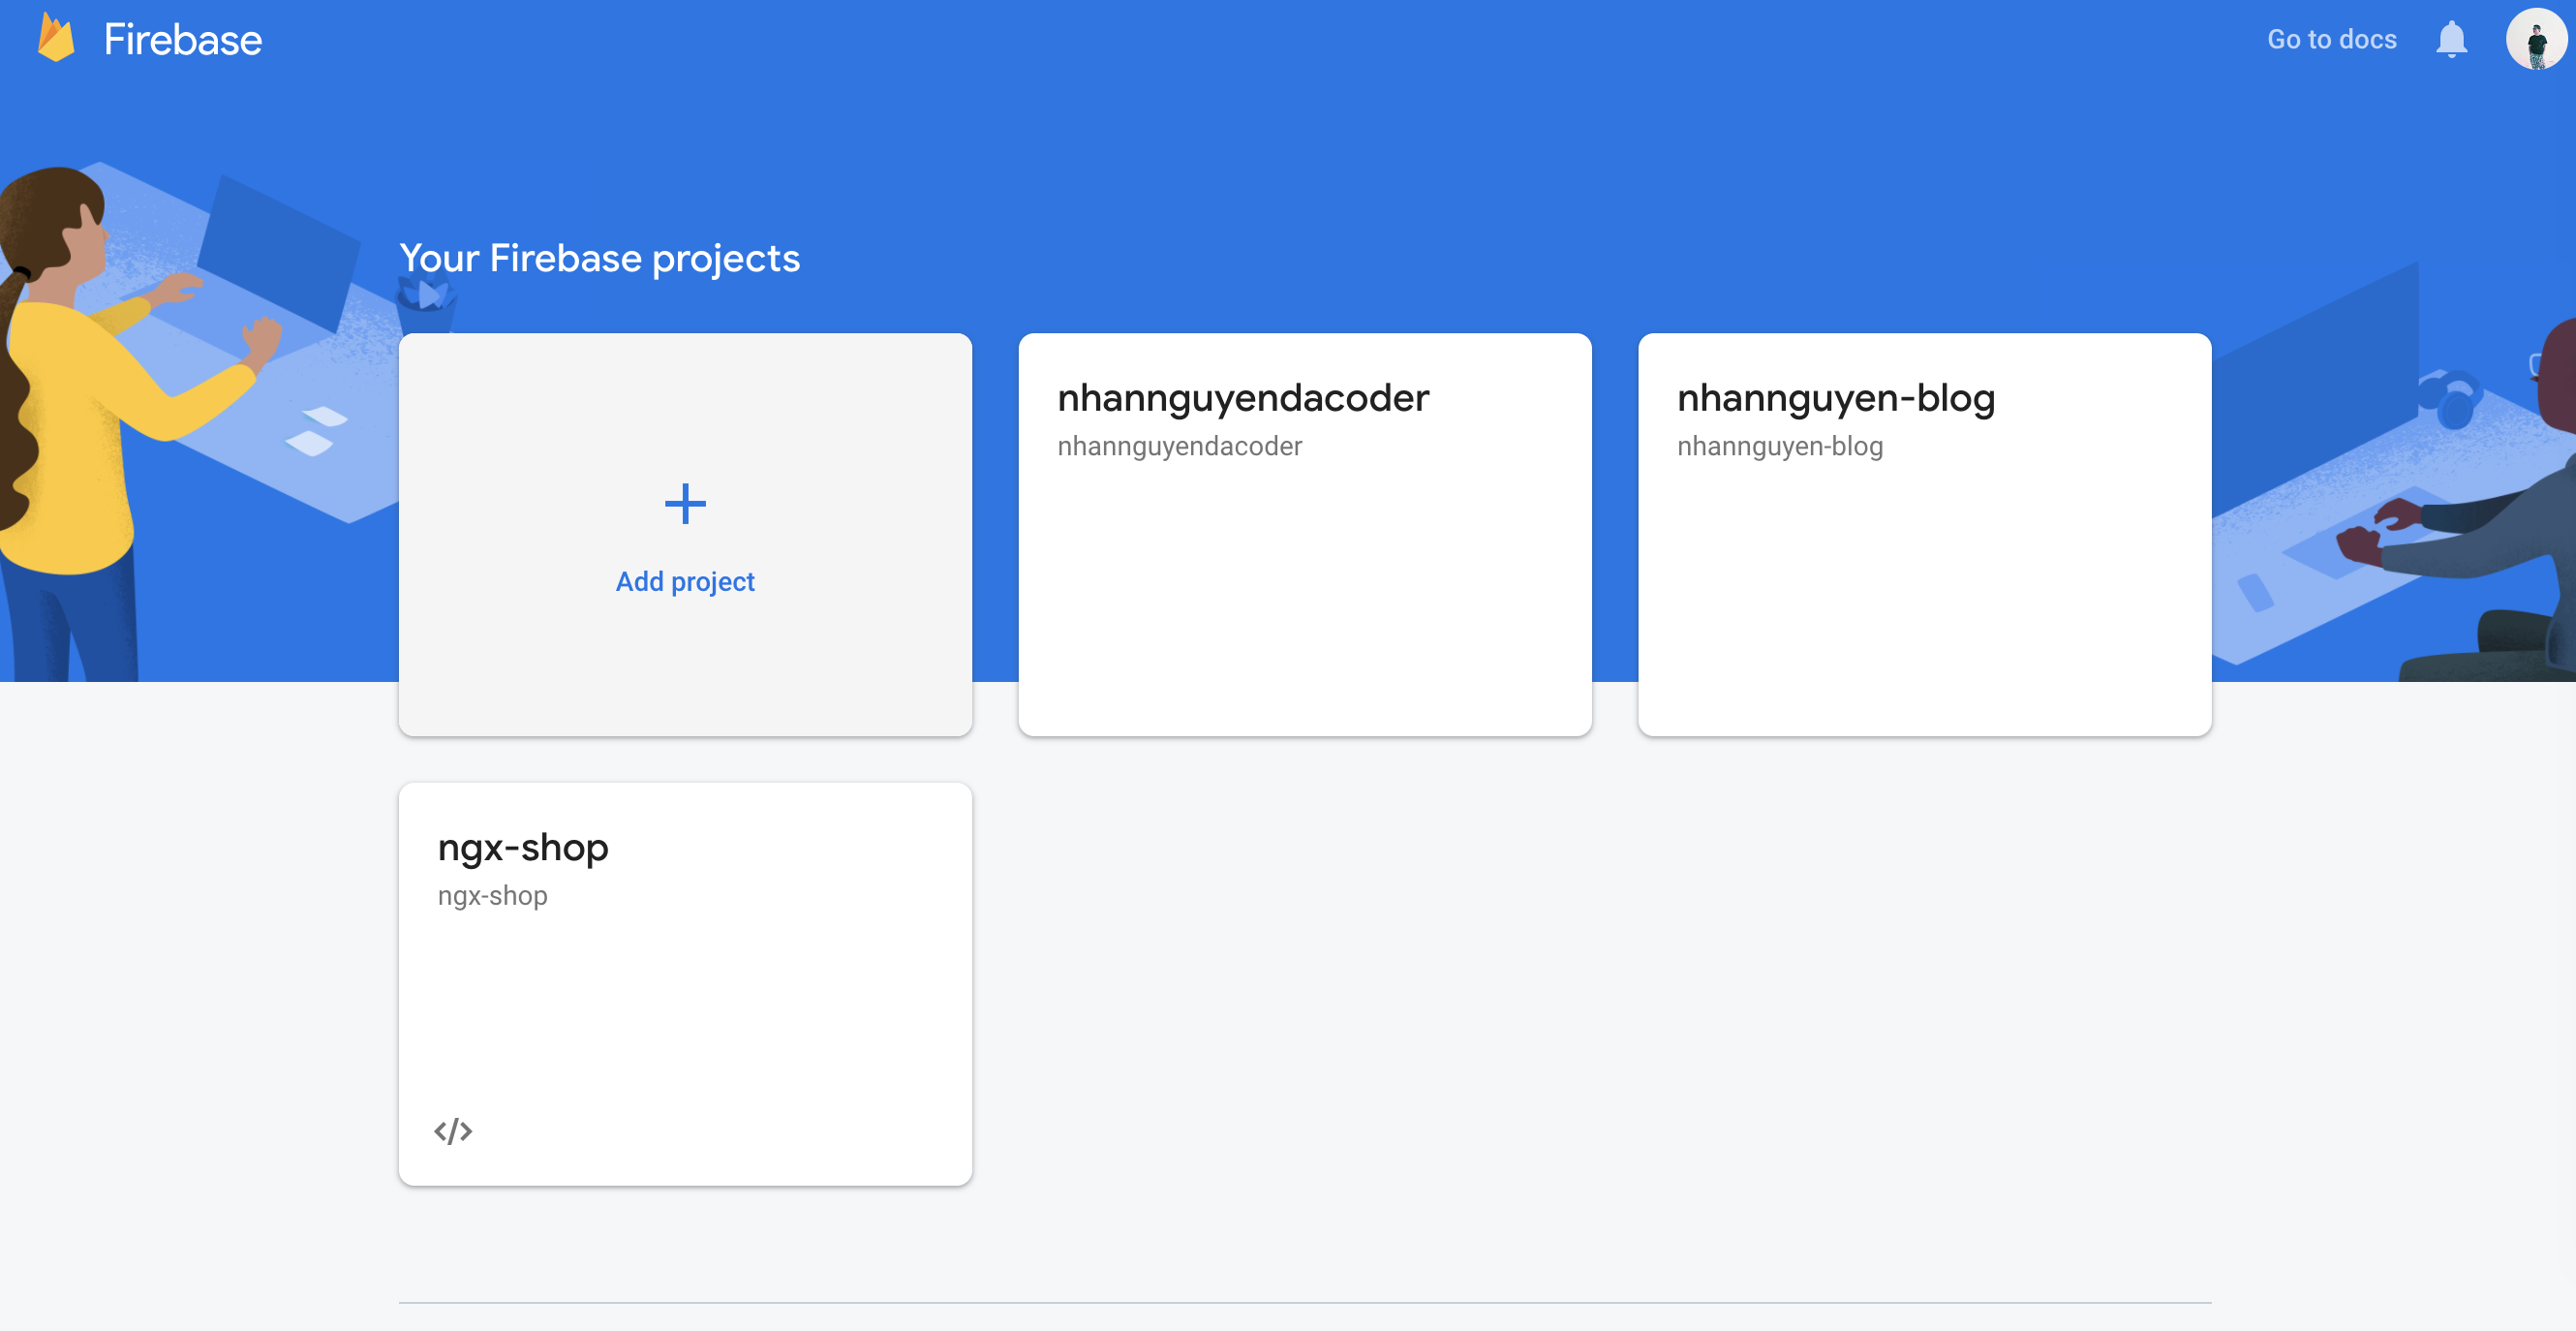 Firebase
Go to docs
Your Firebase projects
Add project
nhannguyendacoder
nhannguyendacoder
nhannguyen-blog
nhannguyen-blog
ngx-shop
ngx-shop